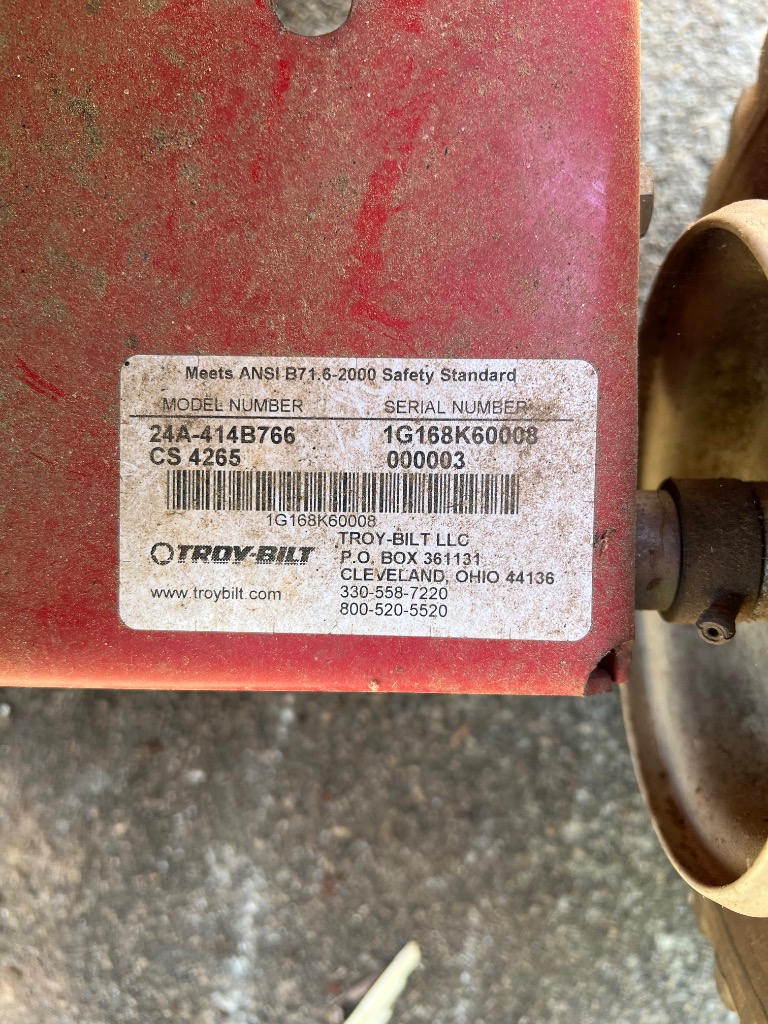 Meets ANSI B71.6-2000 Safety Standard
MODEL NUMBER SERIAL NUMBER
24A-414B766 1G168K60008
CS 4265 000003
1G168K60008
TROY-BILT
www.troybilt.com
TROY-BILT LLC
P.O. BOX 361131
CLEVELAND, OHIO 44136
330-558-7220
800-520-5520